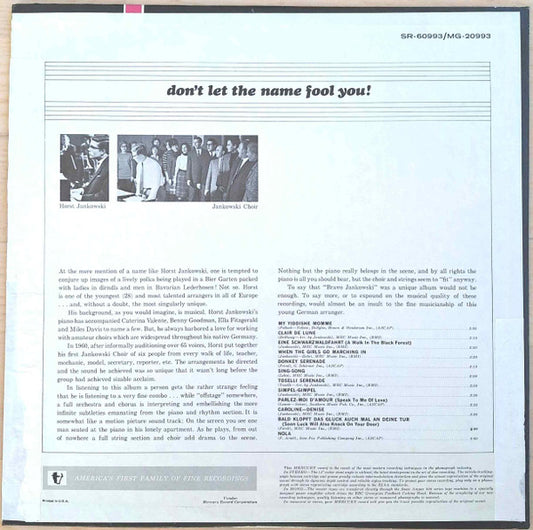 SR-60993/MG-20993
don't let the name fool you!
Horst Jankowski
Jankowski Choir
At the mere mention of a name like Horst Jankowski, one is tempted to
conjure up images of a lively polka being played in a Bier Garten packed
with ladies in dirndls and men in Bavarian Lederhosen! Not so. Horst
is one of the youngest (28) and most talented arrangers in all of Europe
. . . and, without a doubt, the most singularly unique.
His background, as you would imagine, is musical. Horst Jankowski's
piano has accompanied Caterina Valente, Benny Goodman, Ella Fitzgerald
and Miles Davis to name a few. But, he always harbored a love for working
with amateur choirs which are widespread throughout his native Germany.
In 1960, after informally auditioning over 65 voices, Horst put together
his first Jankowski Choir of six people from every walk of life, teacher,
mechanic, model, secretary, reporter, etc. The arrangements he directed
and the sound he achieved was so unique that it wasn't long before the
group had achieved sizable acclaim.
In listening to this album a person gets the rather strange feeling
that he is listening to a very fine combo . . . while "offstage" somewhere,
a full orchestra and chorus is interpreting and embellishing the more
infinite subtleties emanating from the piano and rhythm section. It is
somewhat like a motion picture sound track: On the screen you see one
man seated at the piano in his lonely apartment. As he plays, from out
of nowhere a full string section and choir add drama to the scene.
Nothing but the piano really belongs in the scene, and by all rights the
piano is all you should hear, but the choir and strings seem to "fit" anyway.
To say that "Bravo Jankowski" was a unique album would not be
enough. To say more, or to expound on the musical quality of these
recordings, would almost be an insult to the fine musicianship of this
young German arranger.
MY YIDDISHE MOMME
CLAIR DE LUNE
EINE SCHWARZWALDFAHRT (A Walk In The Black Forest)
WHEN THE GIRLS GO MARCHING IN
DONKEY SERENADE
SING-SONG
TOSELLI SERENADE
SIMPEL-GIMPEL
PARLEZ-MOI D'AMOUR (Speak To Me Of Love)
CAROLINE—DENISE
BALD KLOPFT DAS GLUCK AUCH MAL AN DEINE TUR
(Soon Luck Will Also Knock On Your Door)
NOLA
AMERICA'S FIRST FAMILY OF FINE RECORDINGS
Printed in U.S.A.
Vendor
Mercury Record Corporation